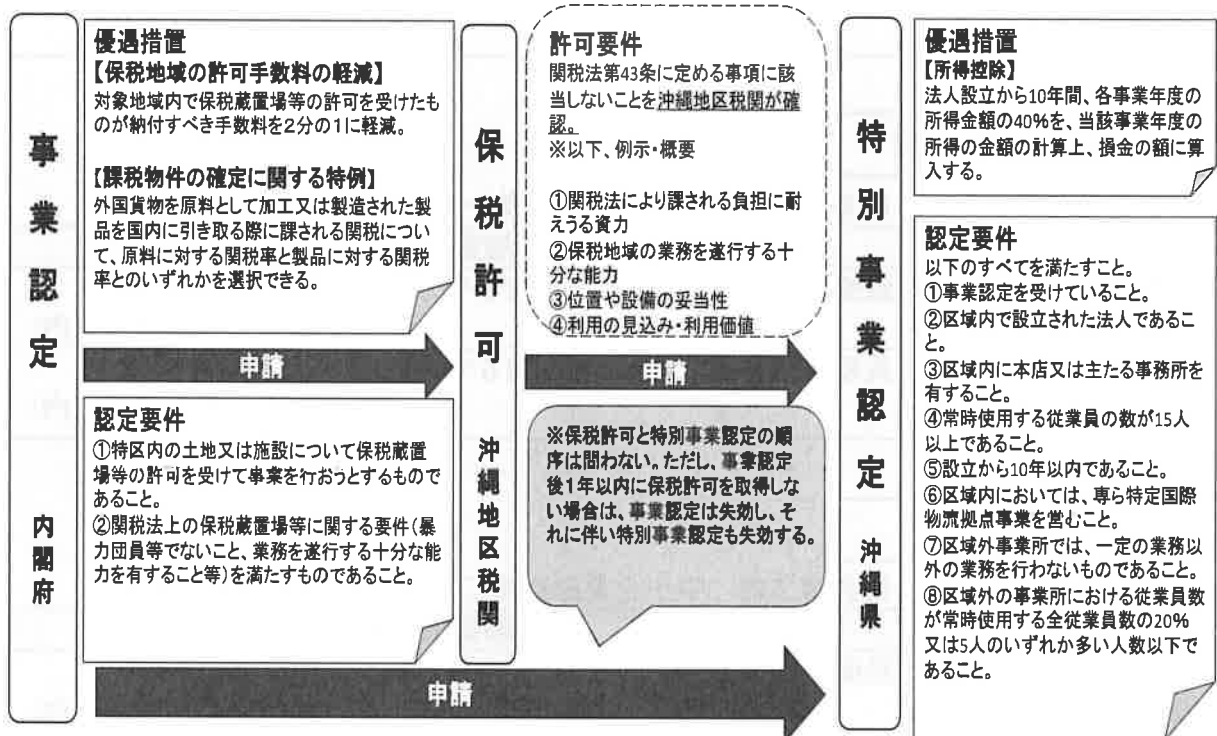 事業認定
内閣府
優遇措置
【保税地域の許可手数料の軽減】
対象地域内で保税蔵置場等の許可を受けたも
のが納付すべき手数料を2分の1に軽減。
【課税物件の確定に関する特例】
外国貨物を原料として加工又は製造された製
品を国内に引き取る際に課される関税につい
て、原料に対する関税率と製品に対する関税
率とのいずれかを選択できる。
申請
認定要件
①特区内の土地又は施設について保税蔵置
場等の許可を受けて事業を行おうとするもので
あること。
②関税法上の保税蔵置場等に関する要件(暴
力団員等でないこと、業務を遂行する十分な能
力を有すること等)を満たすものであること。
保税許可
沖縄地区税関
許可要件
関税法第43条に定める事項に該
当しないことを沖縄地区税関が確
認。
※以下、例示・概要
①関税法により課される負担に耐
えうる資力
②保税地域の業務を遂行する十
分な能力
③位置や設備の妥当性
④利用の見込み・利用価値
申請
※保税許可と特別事業認定の順
序は問わない。ただし、事業認定
後1年以内に保税許可を取得しな
い場合は、事業認定は失効し、そ
れに伴い特別事業認定も失効する。
申請
特別事業認定
沖縄県
優遇措置
【所得控除】
法人設立から10年間、各事業年度の
所得金額の40%を、当該事業年度の
所得の金額の計算上、損金の額に算
入する。
認定要件
以下のすべてを満たすこと。
①事業認定を受けていること。
②区域内で設立された法人であるこ
と。
③区域内に本店又は主たる事務所を
有すること。
④常時使用する従業員の数が15人
以上であること。
⑤設立から10年以内であること。
⑥区域内においては、専ら特定国際
物流拠点事業を営むこと。
⑦区域外事業所では、一定の業務以
外の業務を行わないものであること。
⑧区域外の事業所における従業員数
が常時使用する全従業員数の20%
又は5人のいずれか多い人数以下で
あること。